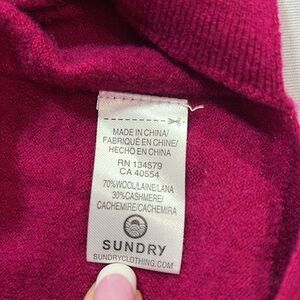 MADE IN CHINA/
FABRIQUÉ EN CHINE/
HECHO EN CHINA
RN 134579
CA 40554
70%WOOL/LAINE/LANA
30%CASHMERE/
CACHEMIRE/CACHEMIRA
SUNDRY
SUNDRYCLOTHING.COM